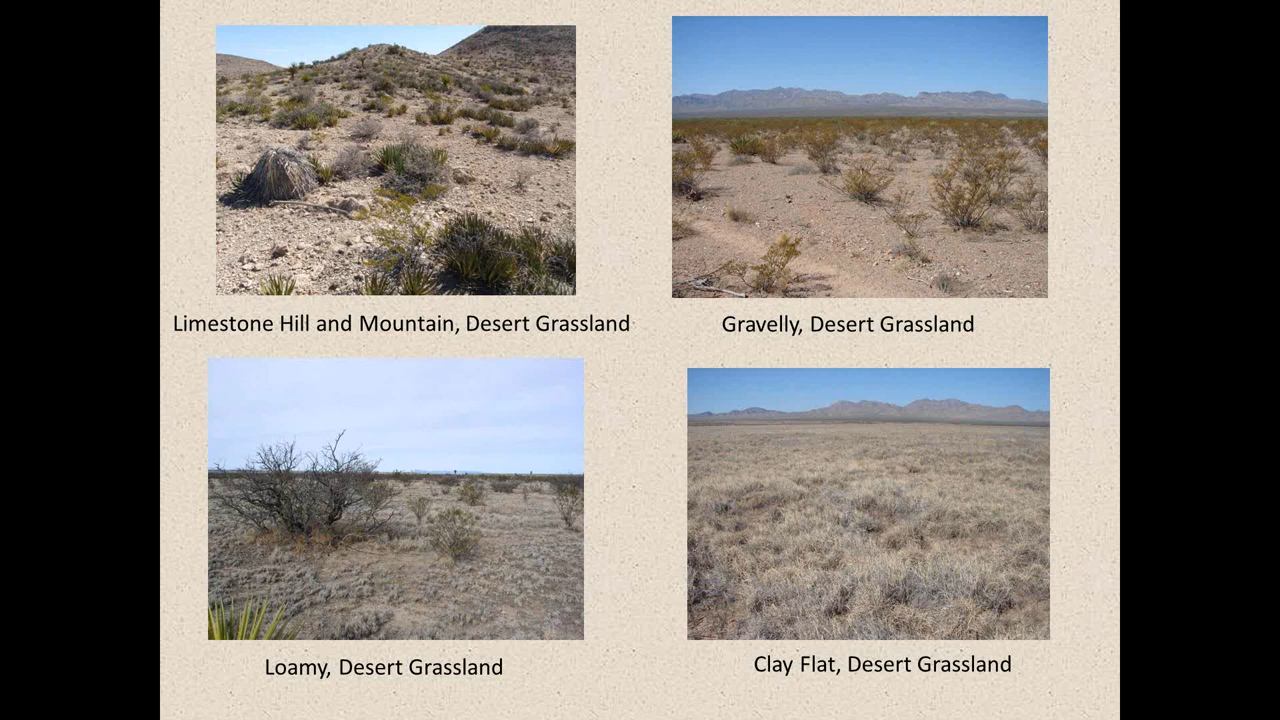 Limestone Hill and Mountain, Desert Grassland
Gravelly, Desert Grassland
Loamy, Desert Grassland
Clay Flat, Desert Grassland